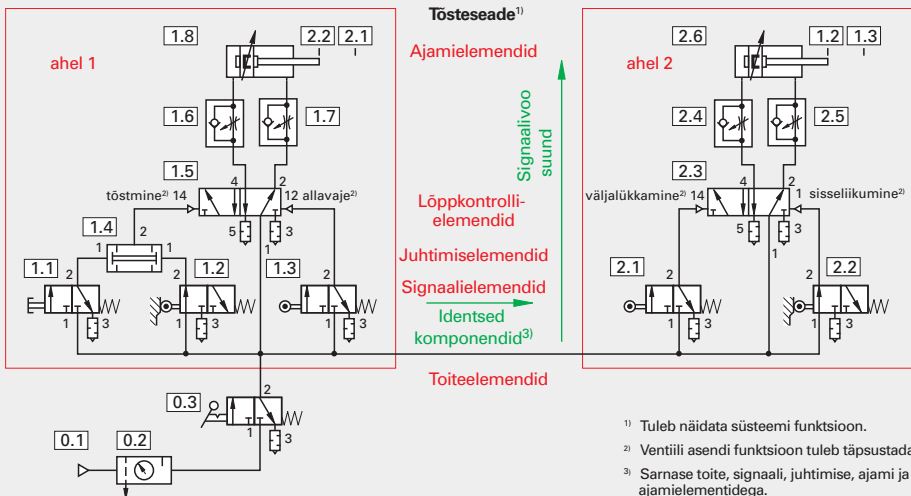 Tõsteseade¹⁾
ahel 1
1.8
2.2 2.1
Ajamielemendid
ahel 2
2.6
1.2 1.3
1.6
1.7
2.4
2.5
Signaalivoo
suund
1.5
4 2
tõstmine²⁾ 14
12 allavaje²⁾
5 3
1
2.3
4 2
väljalükkamine²⁾ 14
1 sisseliikumine²⁾
5 3
1
Lõppkontrolli-
elemendid
Juhtimiselemendid
Signaalielemendid
Identsed
komponendid³⁾
1.4
2
1 1
1.1
2
1 3
1.2
2
1 3
1.3
2
1 3
2.1
2
1 3
2.2
2
1 3
Toiteelemendid
0.3
2
1 3
0.1
0.2
¹⁾ Tuleb näidata süsteemi funktsioon.
²⁾ Ventiili asendi funktsioon tuleb täpsustada
³⁾ Sarnase toite, signaali, juhtimise, ajami ja
ajamielementidega.